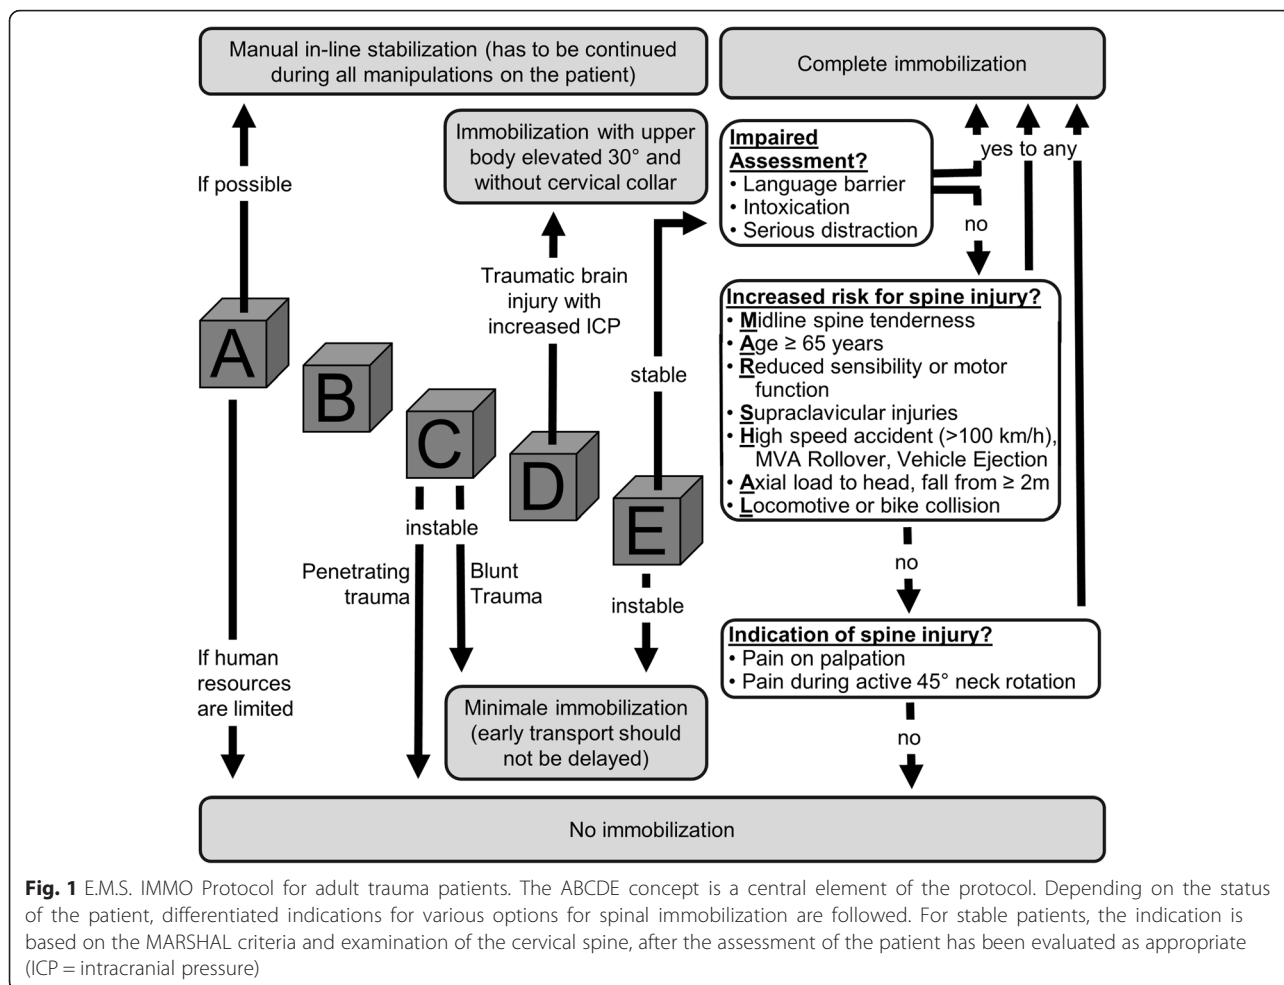 Manual in-line stabilization (has to be continued
during all manipulations on the patient)
Complete immobilization
If possible
Immobilization with upper
body elevated 30° and
without cervical collar
Impaired
Assessment?
• Language barrier
• Intoxication
• Serious distraction
yes to any
no
Traumatic brain
injury with
increased ICP
stable
Increased risk for spine injury?
• Midline spine tenderness
• Age ≥ 65 years
• Reduced sensibility or motor
function
• Supraclavicular injuries
• High speed accident (>100 km/h),
MVA Rollover, Vehicle Ejection
• Axial load to head, fall from ≥ 2m
• Locomotive or bike collision
A
B
C
D
E
instable
Penetrating
trauma
Blunt
Trauma
instable
no
Indication of spine injury?
• Pain on palpation
• Pain during active 45° neck rotation
If human
resources
are limited
Minimale immobilization
(early transport should
not be delayed)
no
No immobilization
Fig. 1 E.M.S. IMMO Protocol for adult trauma patients. The ABCDE concept is a central element of the protocol. Depending on the status
of the patient, differentiated indications for various options for spinal immobilization are followed. For stable patients, the indication is
based on the MARSHAL criteria and examination of the cervical spine, after the assessment of the patient has been evaluated as appropriate
(ICP = intracranial pressure)